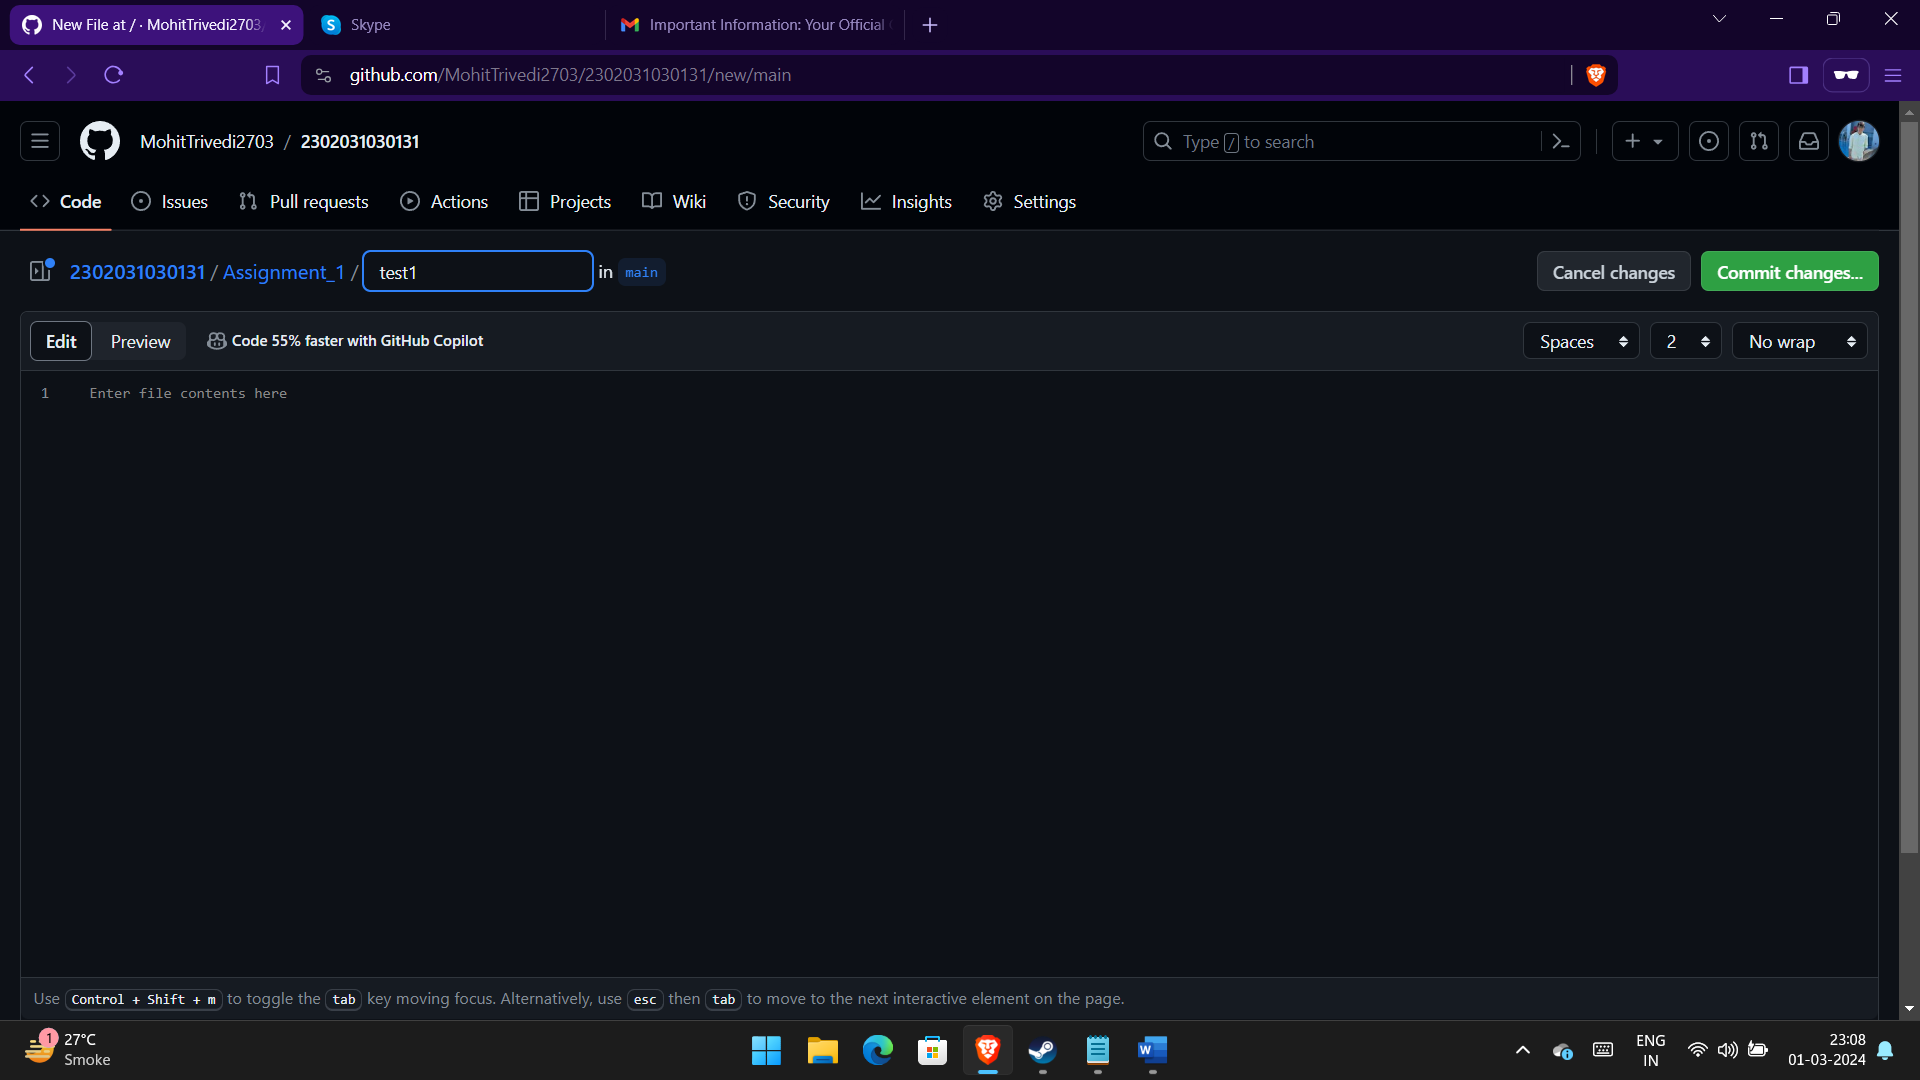 New File at / · MohitTrivedi2703/
Skype
Important Information: Your Official
github.com/MohitTrivedi2703/2302031030131/new/main
MohitTrivedi2703 / 2302031030131
Type / to search
Code
Issues
Pull requests
Actions
Projects
Wiki
Security
Insights
Settings
2302031030131 / Assignment_1 / test1 in main
Cancel changes
Commit changes...
Edit
Preview
Code 55% faster with GitHub Copilot
Spaces
2
No wrap
1 Enter file contents here
Use Control + Shift + m to toggle the tab key moving focus. Alternatively, use esc then tab to move to the next interactive element on the page.
1
27°C
Smoke
ENG
IN
23:08
01-03-2024